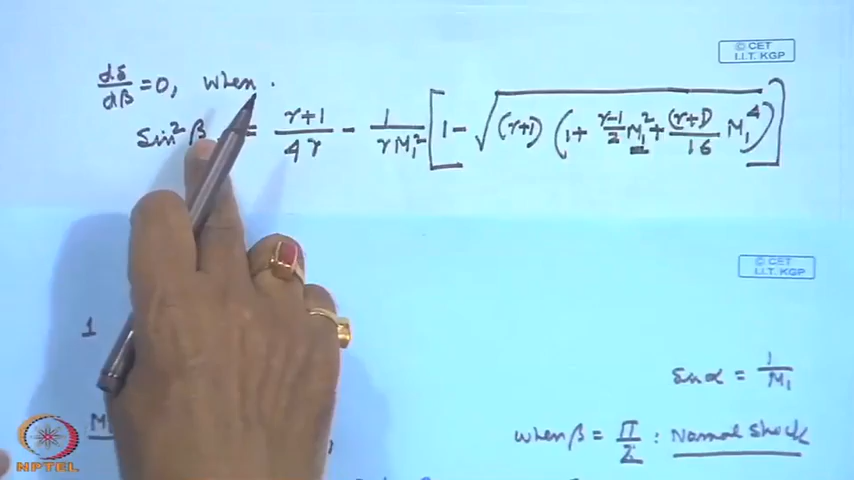 © CET
I.I.T. KGP
dδ/dβ = 0, when.
Sin² β = γ+1/4γ - 1/γM₁² [1 - √(γ+1) (1 + γ-1/2 M₁² + (γ+1)/16 M₁⁴)]
© CET
I.I.T. KGP
1
Sin α = 1/M₁
M
when β = π/2 : Normal Shock
NPTEL